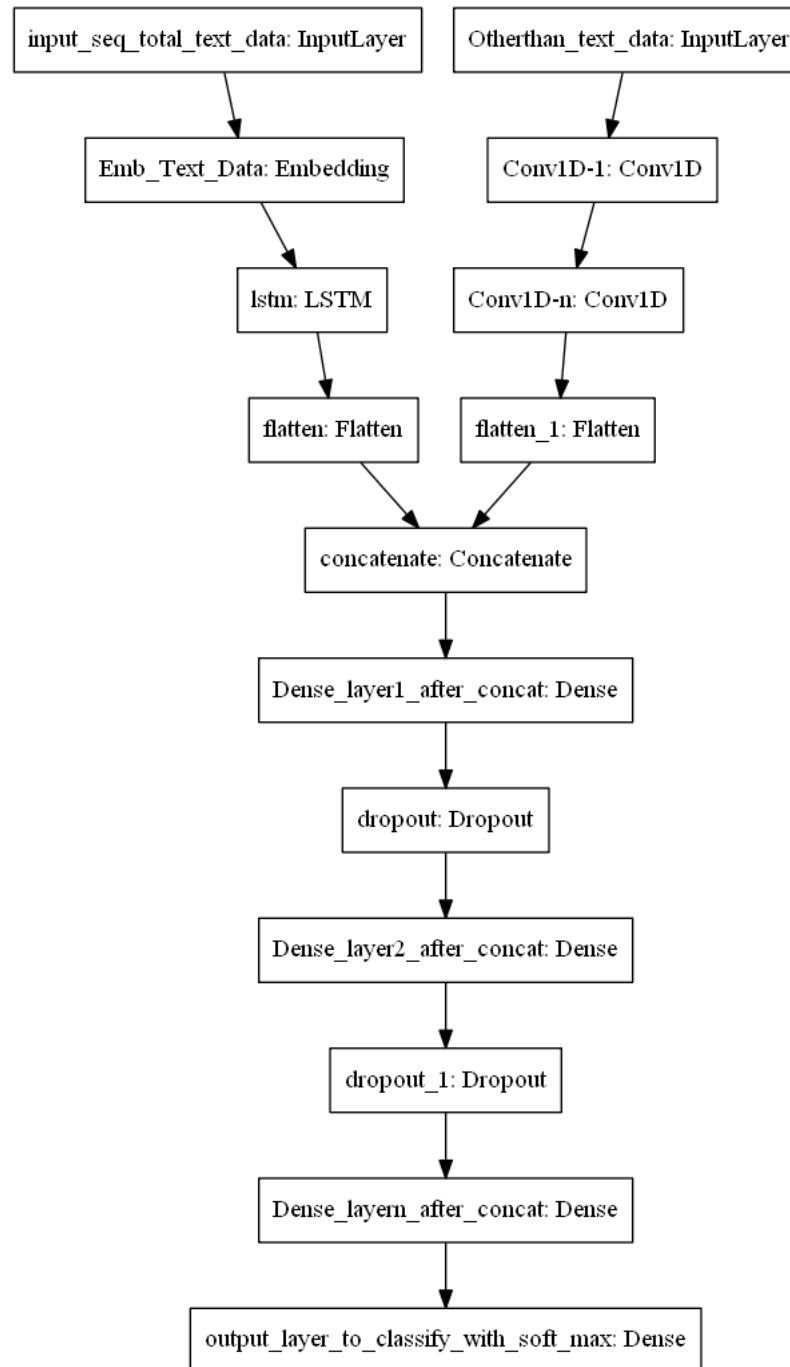 input_seq_total_text_data: InputLayer
Otherthan_text_data: InputLayer
Emb_Text_Data: Embedding
Conv1D-1: Conv1D
lstm: LSTM
Conv1D-n: Conv1D
flatten: Flatten
flatten_1: Flatten
concatenate: Concatenate
Dense_layer1_after_concat: Dense
dropout: Dropout
Dense_layer2_after_concat: Dense
dropout_1: Dropout
Dense_layern_after_concat: Dense
output_layer_to_classify_with_soft_max: Dense